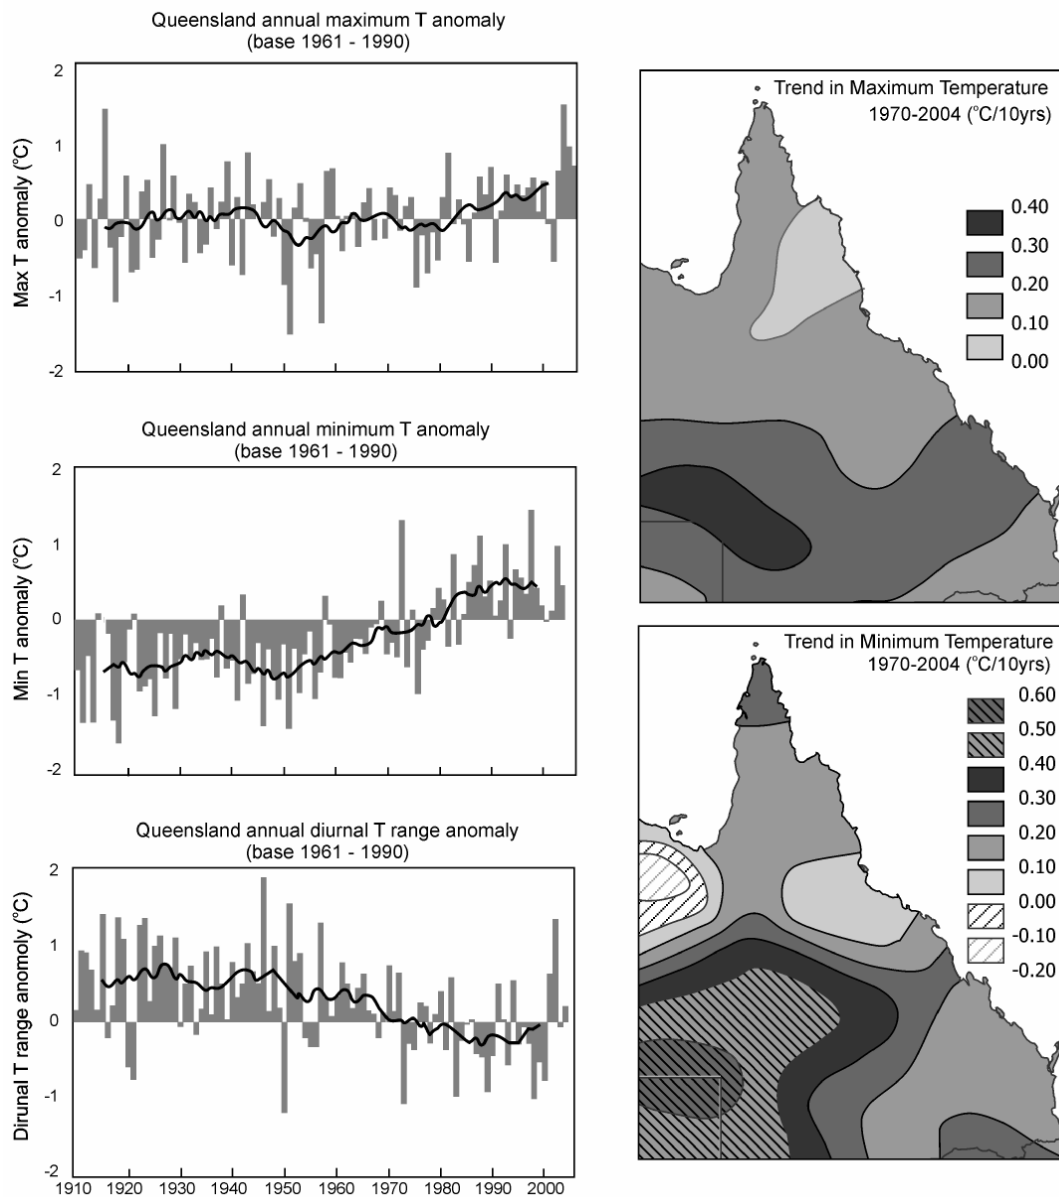 Queensland annual maximum T anomaly
(base 1961 - 1990)
2
1
0
-1
-2
Max T anomaly (°C)
Queensland annual minimum T anomaly
(base 1961 - 1990)
2
1
0
-1
-2
Min T anomaly (°C)
Queensland annual diurnal T range anomaly
(base 1961 - 1990)
2
1
0
-1
-2
Dirunal T range anomoly (°C)
1910 1920 1930 1940 1950 1960 1970 1980 1990 2000
Trend in Maximum Temperature
1970-2004 (°C/10yrs)
0.40
0.30
0.20
0.10
0.00
Trend in Minimum Temperature
1970-2004 (°C/10yrs)
0.60
0.50
0.40
0.30
0.20
0.10
0.00
-0.10
-0.20